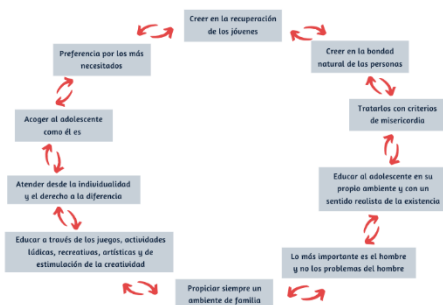 Creer en la recuperación
de los jóvenes
Preferencia por los más
necesitados
Creer en la bondad
natural de las personas
Acoger al adolescente
como él es
Tratarlos con criterios
de misericordia
Atender desde la individualidad
y el derecho a la diferencia
Educar al adolescente en su
propio ambiente y con un
sentido realista de la existencia
Educar a través de los juegos, actividades
lúdicas, recreativas, artísticas y de
estimulación de la creatividad
Lo más importante es el hombre
y no los problemas del hombre
Propiciar siempre un
ambiente de familia